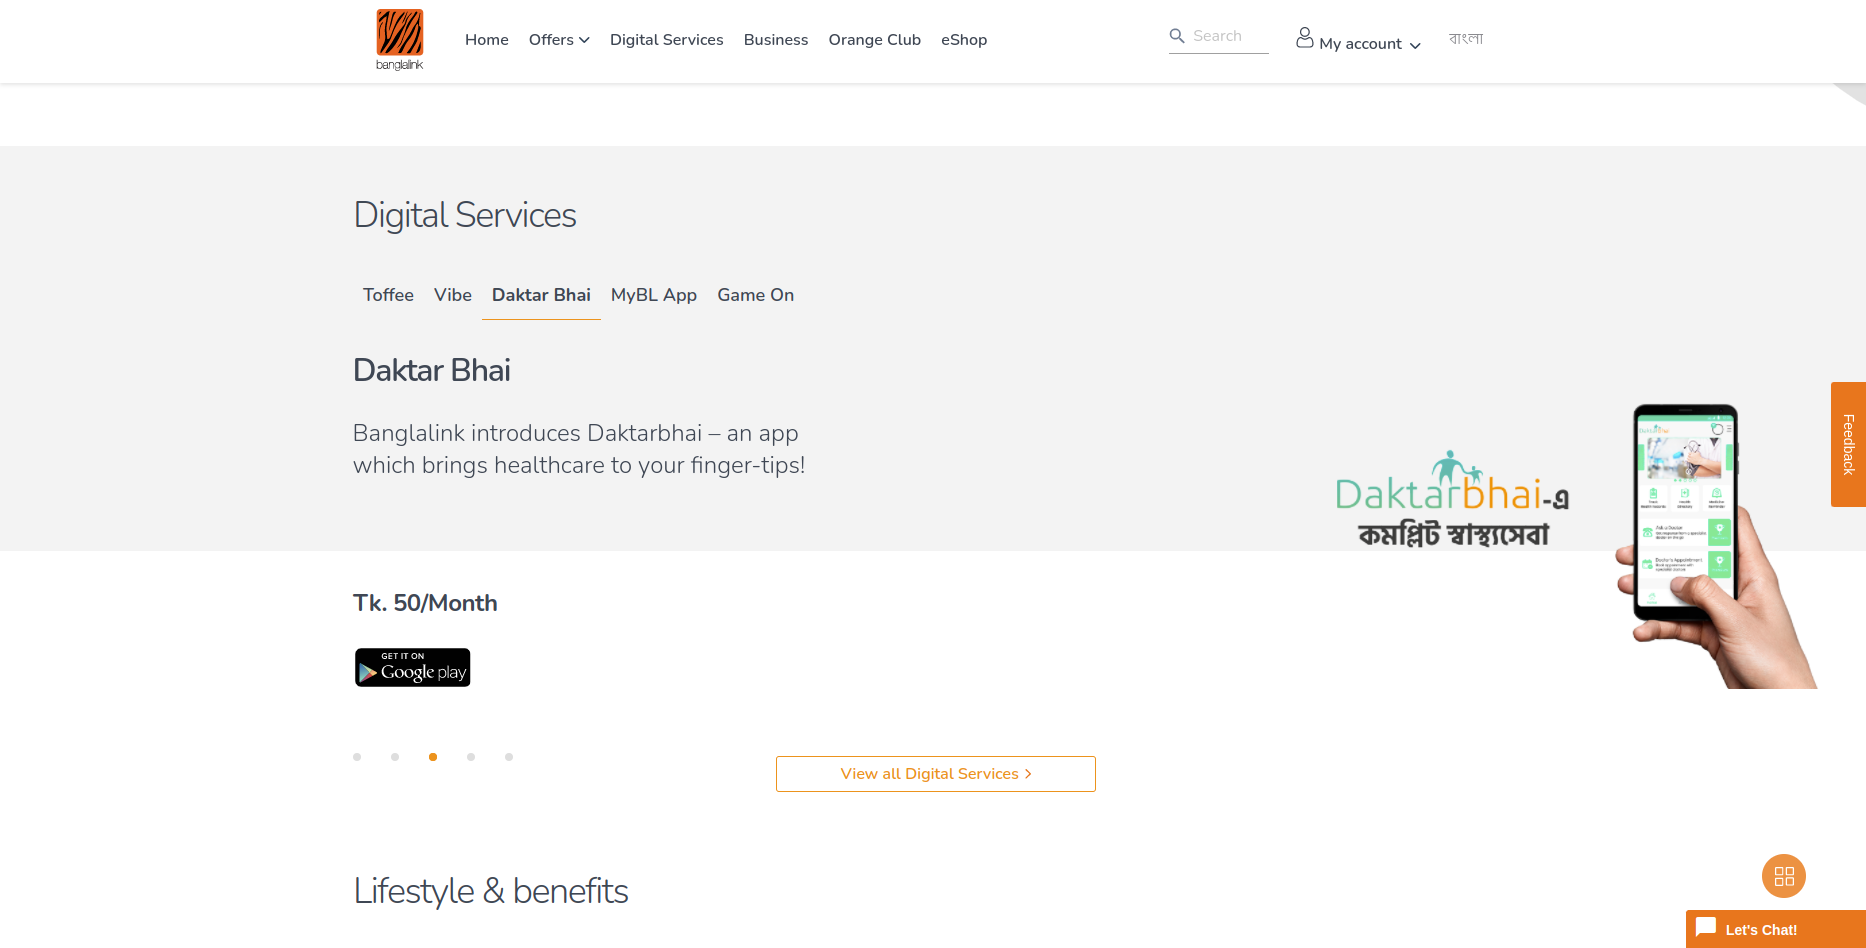 banglalink
Home
Offers
Digital Services
Business
Orange Club
eShop
Search
My account
বাংলা
Digital Services
Toffee
Vibe
Daktar Bhai
MyBL App
Game On
Daktar Bhai
Banglalink introduces Daktarbhai – an app
which brings healthcare to your finger-tips!
Daktarbhai-এ
কমপ্লিট স্বাস্থ্যসেবা
Feedback
Tk. 50/Month
GET IT ON
Google play
View all Digital Services
Lifestyle & benefits
Let's Chat!